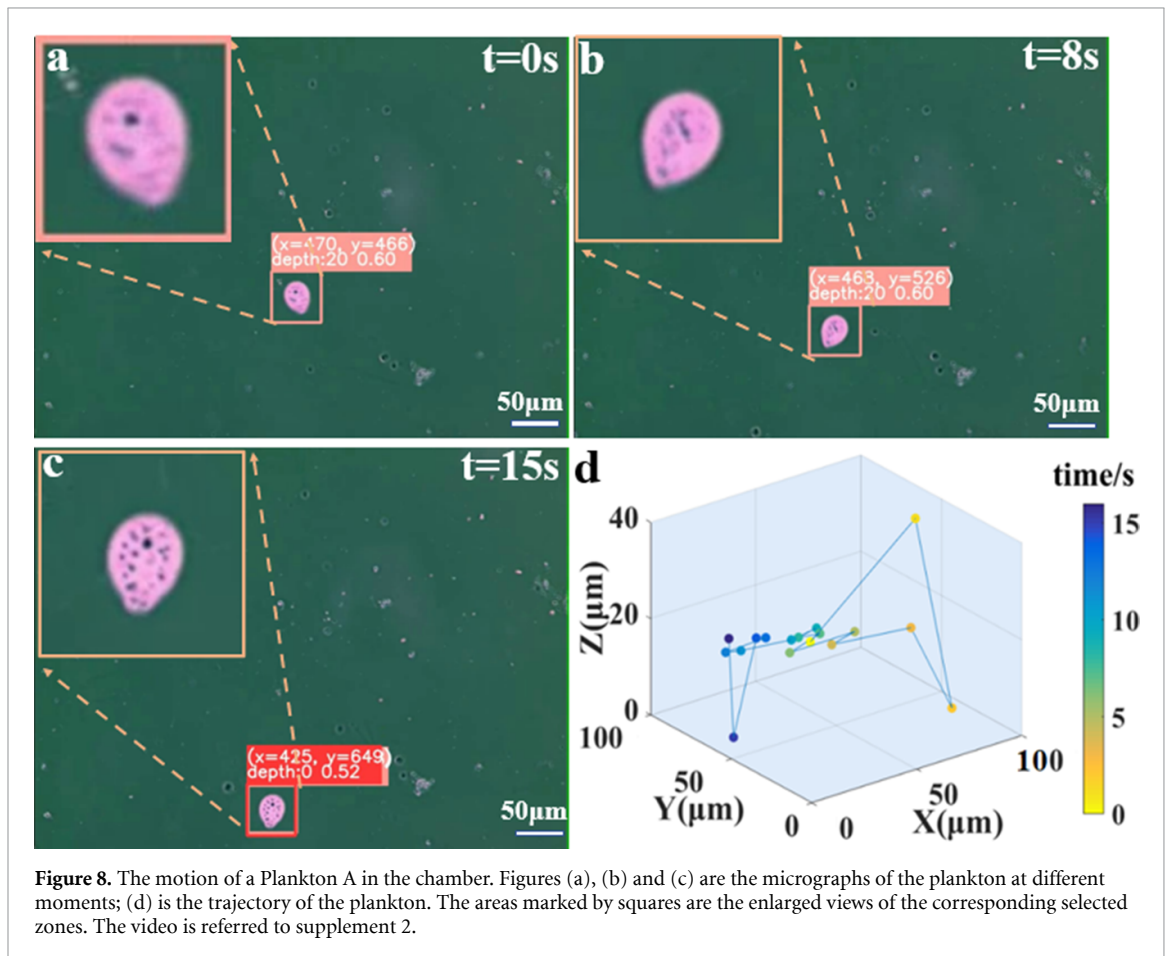 a
t=0s
(x=470, y=466)
depth:20 0.60
50μm
b
t=8s
(x=463, y=526)
depth:20 0.60
50μm
c
t=15s
(x=425, y=649)
depth:0 0.52
50μm
d
time/s
15
10
5
0
40
20
0
Z(μm)
100
50
0
Y(μm)
0
50
100
X(μm)
Figure 8. The motion of a Plankton A in the chamber. Figures (a), (b) and (c) are the micrographs of the plankton at different
moments; (d) is the trajectory of the plankton. The areas marked by squares are the enlarged views of the corresponding selected
zones. The video is referred to supplement 2.